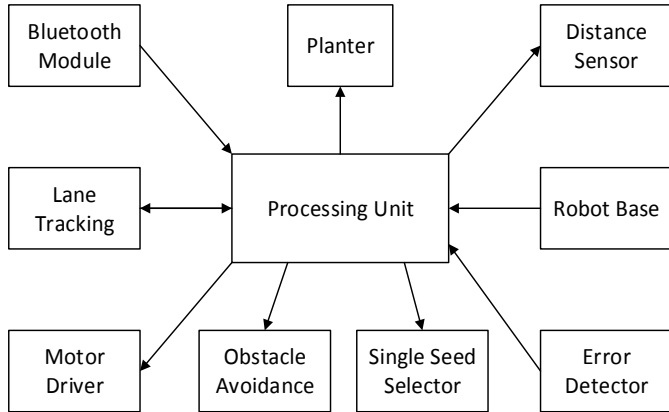 Bluetooth
Module
Planter
Distance
Sensor
Lane
Tracking
Processing Unit
Robot Base
Motor
Driver
Obstacle
Avoidance
Single Seed
Selector
Error
Detector